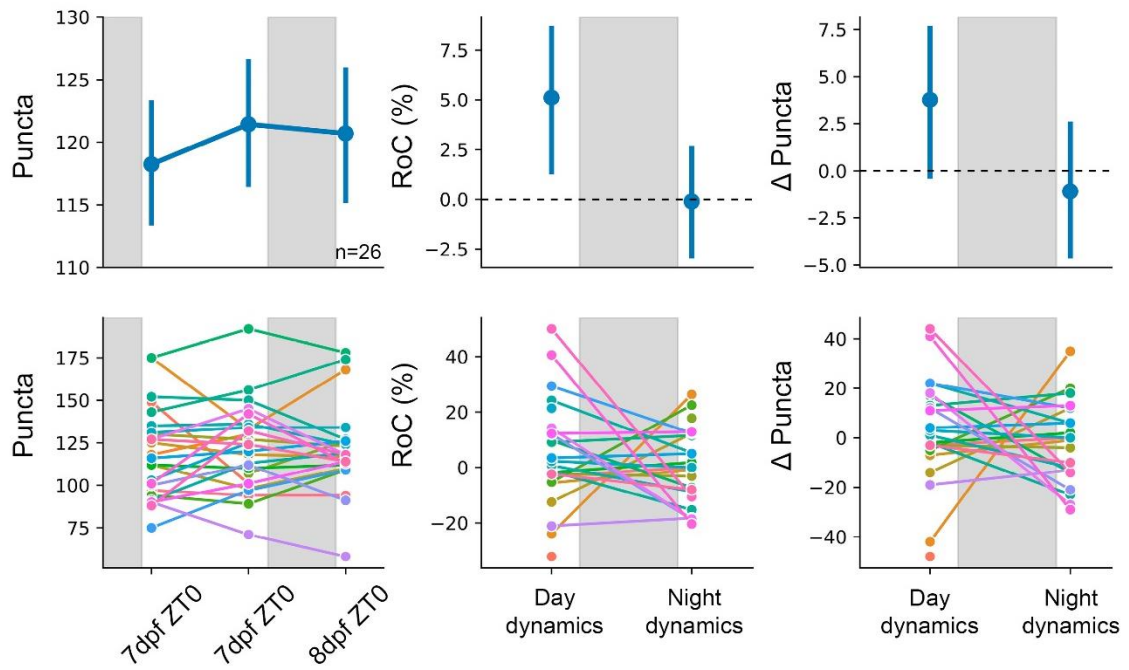 130
125
120
115
110
Puncta
n=26
7.5
5.0
2.5
0.0
−2.5
RoC (%)
7.5
5.0
2.5
0.0
−2.5
−5.0
Δ Puncta
175
150
125
100
75
Puncta
7dpf ZT0
7dpf ZT0
8dpf ZT0
40
20
0
−20
RoC (%)
Day
dynamics
Night
dynamics
40
20
0
−20
−40
Δ Puncta
Day
dynamics
Night
dynamics